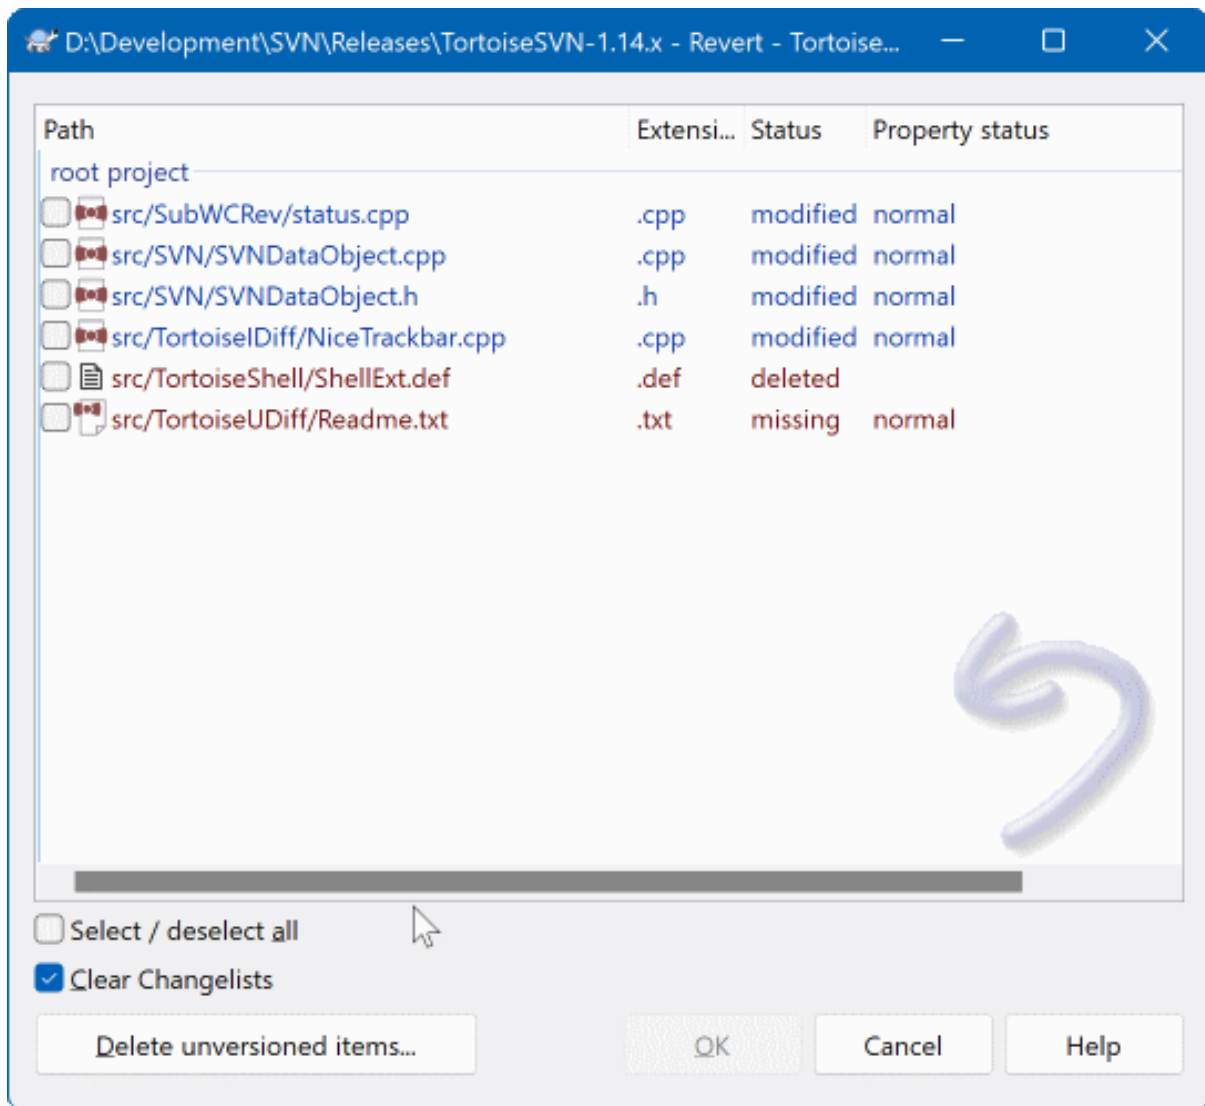 D:\Development\SVN\Releases\TortoiseSVN-1.14.x - Revert - Tortoise...
Path Extensi... Status Property status
root project
src/SubWCRev/status.cpp .cpp modified normal
src/SVN/SVNDataObject.cpp .cpp modified normal
src/SVN/SVNDataObject.h .h modified normal
src/TortoiseIDiff/NiceTrackbar.cpp .cpp modified normal
src/TortoiseShell/ShellExt.def .def deleted
src/TortoiseUDiff/Readme.txt .txt missing normal
Select / deselect all
Clear Changelists
Delete unversioned items... OK Cancel Help